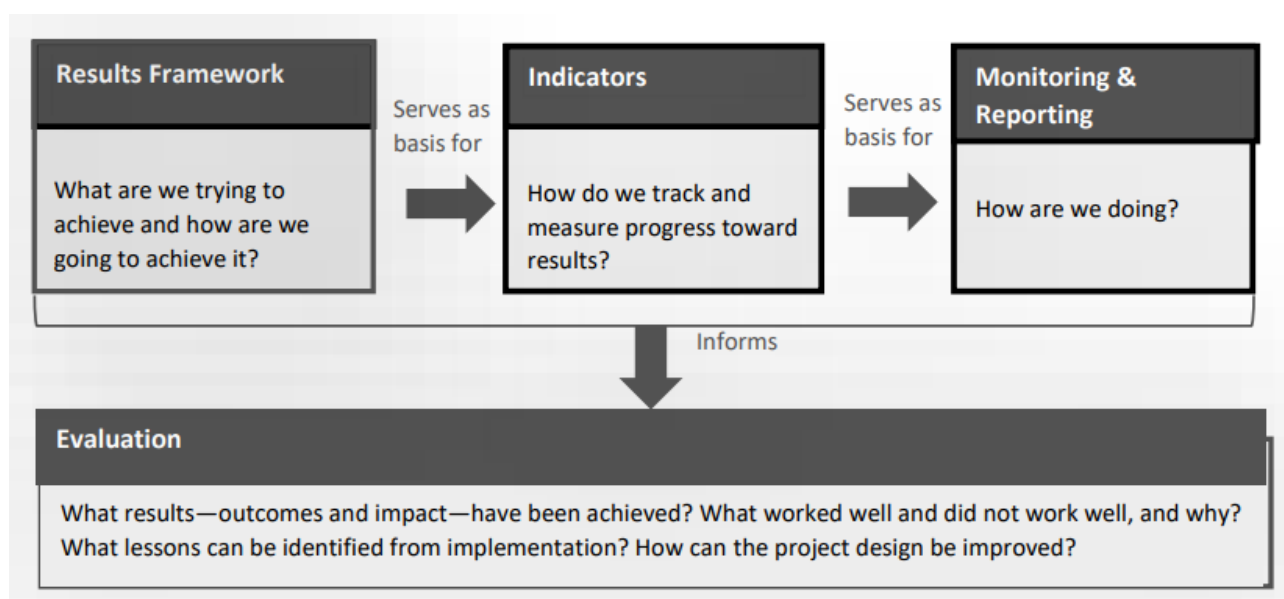 Results Framework
What are we trying to
achieve and how are we
going to achieve it?
Serves as
basis for
Indicators
How do we track and
measure progress toward
results?
Serves as
basis for
Monitoring &
Reporting
How are we doing?
Informs
Evaluation
What results—outcomes and impact—have been achieved? What worked well and did not work well, and why?
What lessons can be identified from implementation? How can the project design be improved?